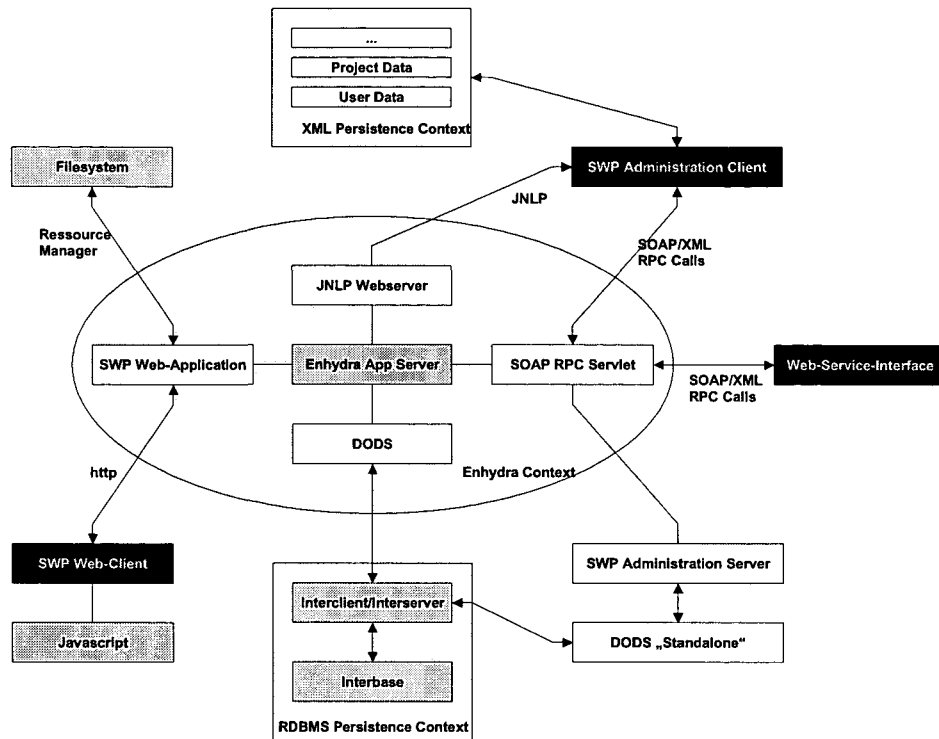 ...
Project Data
User Data
XML Persistence Context
Filesystem
SWP Administration Client
JNLP
Ressource
Manager
SOAP/XML
RPC Calls
JNLP Webserver
SWP Web-Application
Enhydra App Server
SOAP RPC Servlet
Web-Service-Interface
SOAP/XML
RPC Calls
DODS
http
Enhydra Context
SWP Web-Client
SWP Administration Server
Interclient/Interserver
Javascript
DODS „Standalone“
Interbase
RDBMS Persistence Context